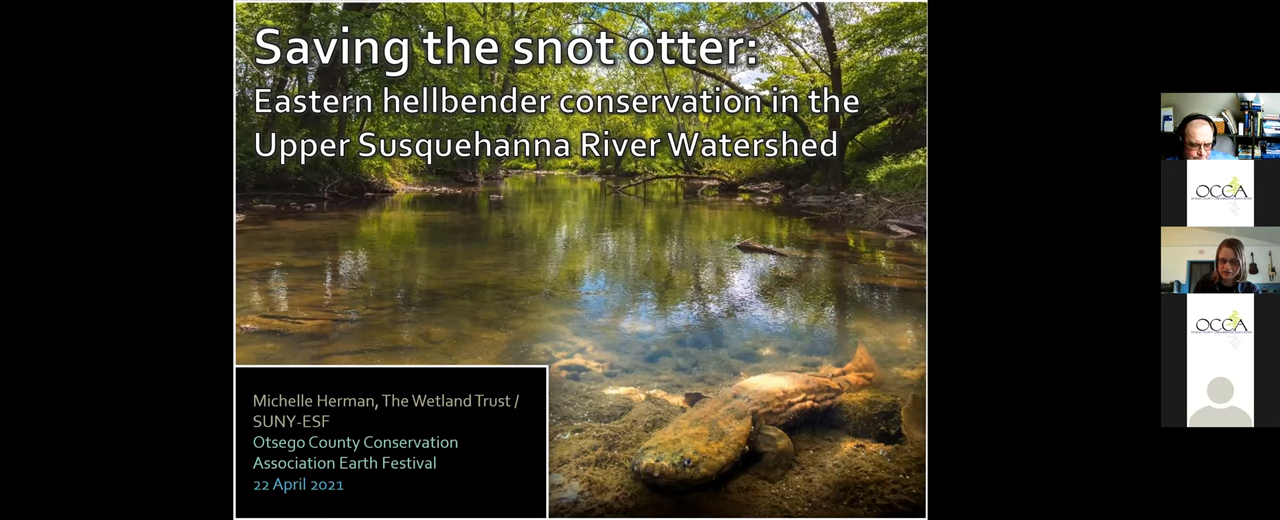 Saving the snot otter:
Eastern hellbender conservation in the
Upper Susquehanna River Watershed
Michelle Herman, The Wetland Trust /
SUNY-ESF
Otsego County Conservation
Association Earth Festival
22 April 2021
OCCA
OCCA